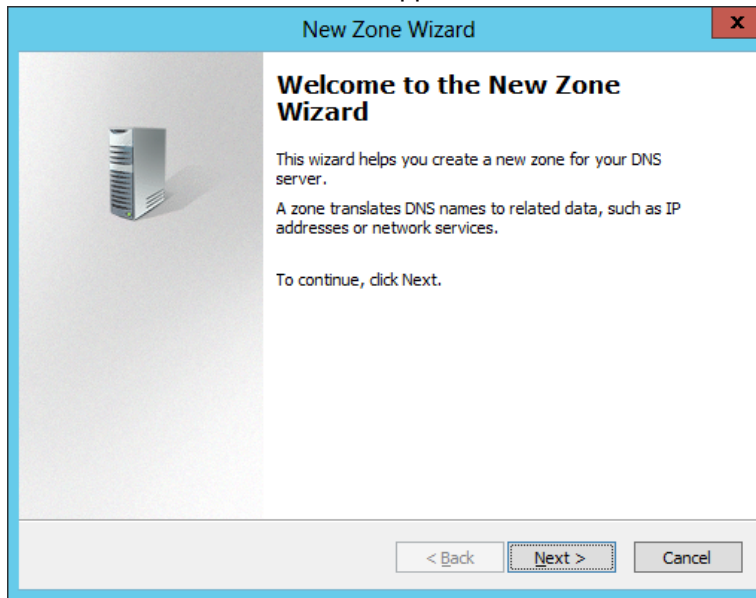 New Zone Wizard
x
Welcome to the New Zone
Wizard
This wizard helps you create a new zone for your DNS
server.
A zone translates DNS names to related data, such as IP
addresses or network services.
To continue, click Next.
< Back Next > Cancel